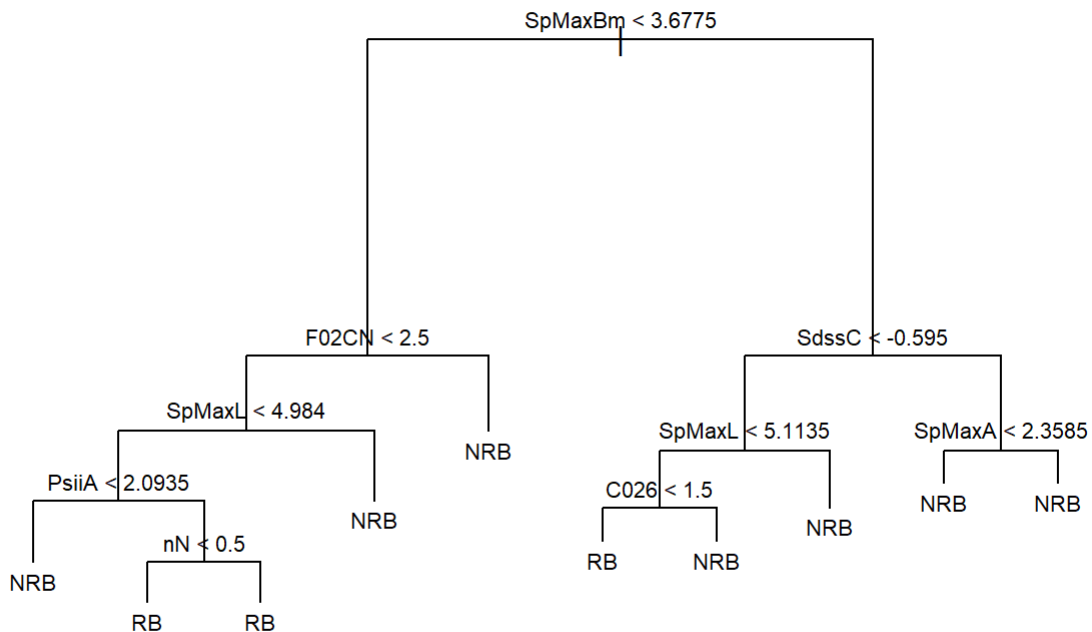 SpMaxBm < 3.6775
F02CN < 2.5
SdssC < -0.595
SpMaxL < 4.984
NRB
SpMaxL < 5.1135
SpMaxA < 2.3585
PsiiA < 2.0935
NRB
C026 < 1.5
NRB
NRB
NRB
nN < 0.5
NRB
RB
NRB
RB
RB